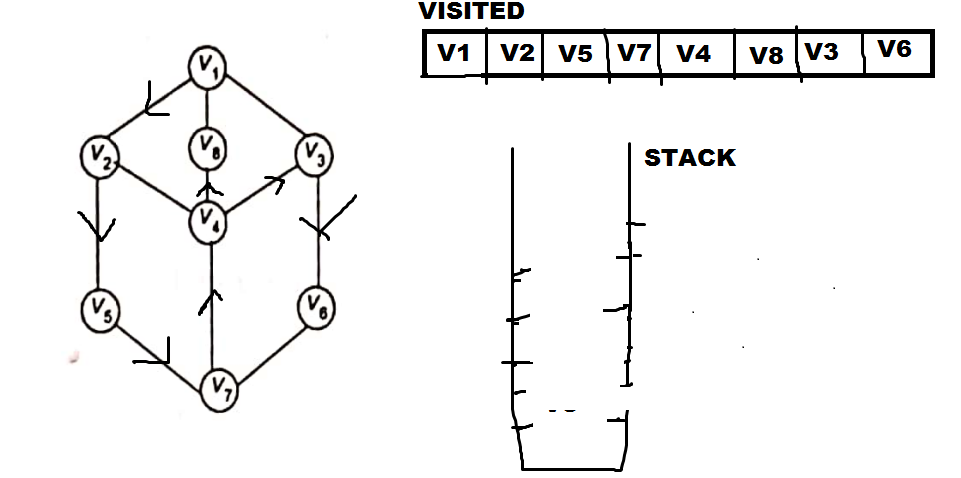 VISITED
V1 V2 V5 V7 V4 V8 V3 V6
STACK
V1
V2
V8
V3
V4
V5
V6
V7